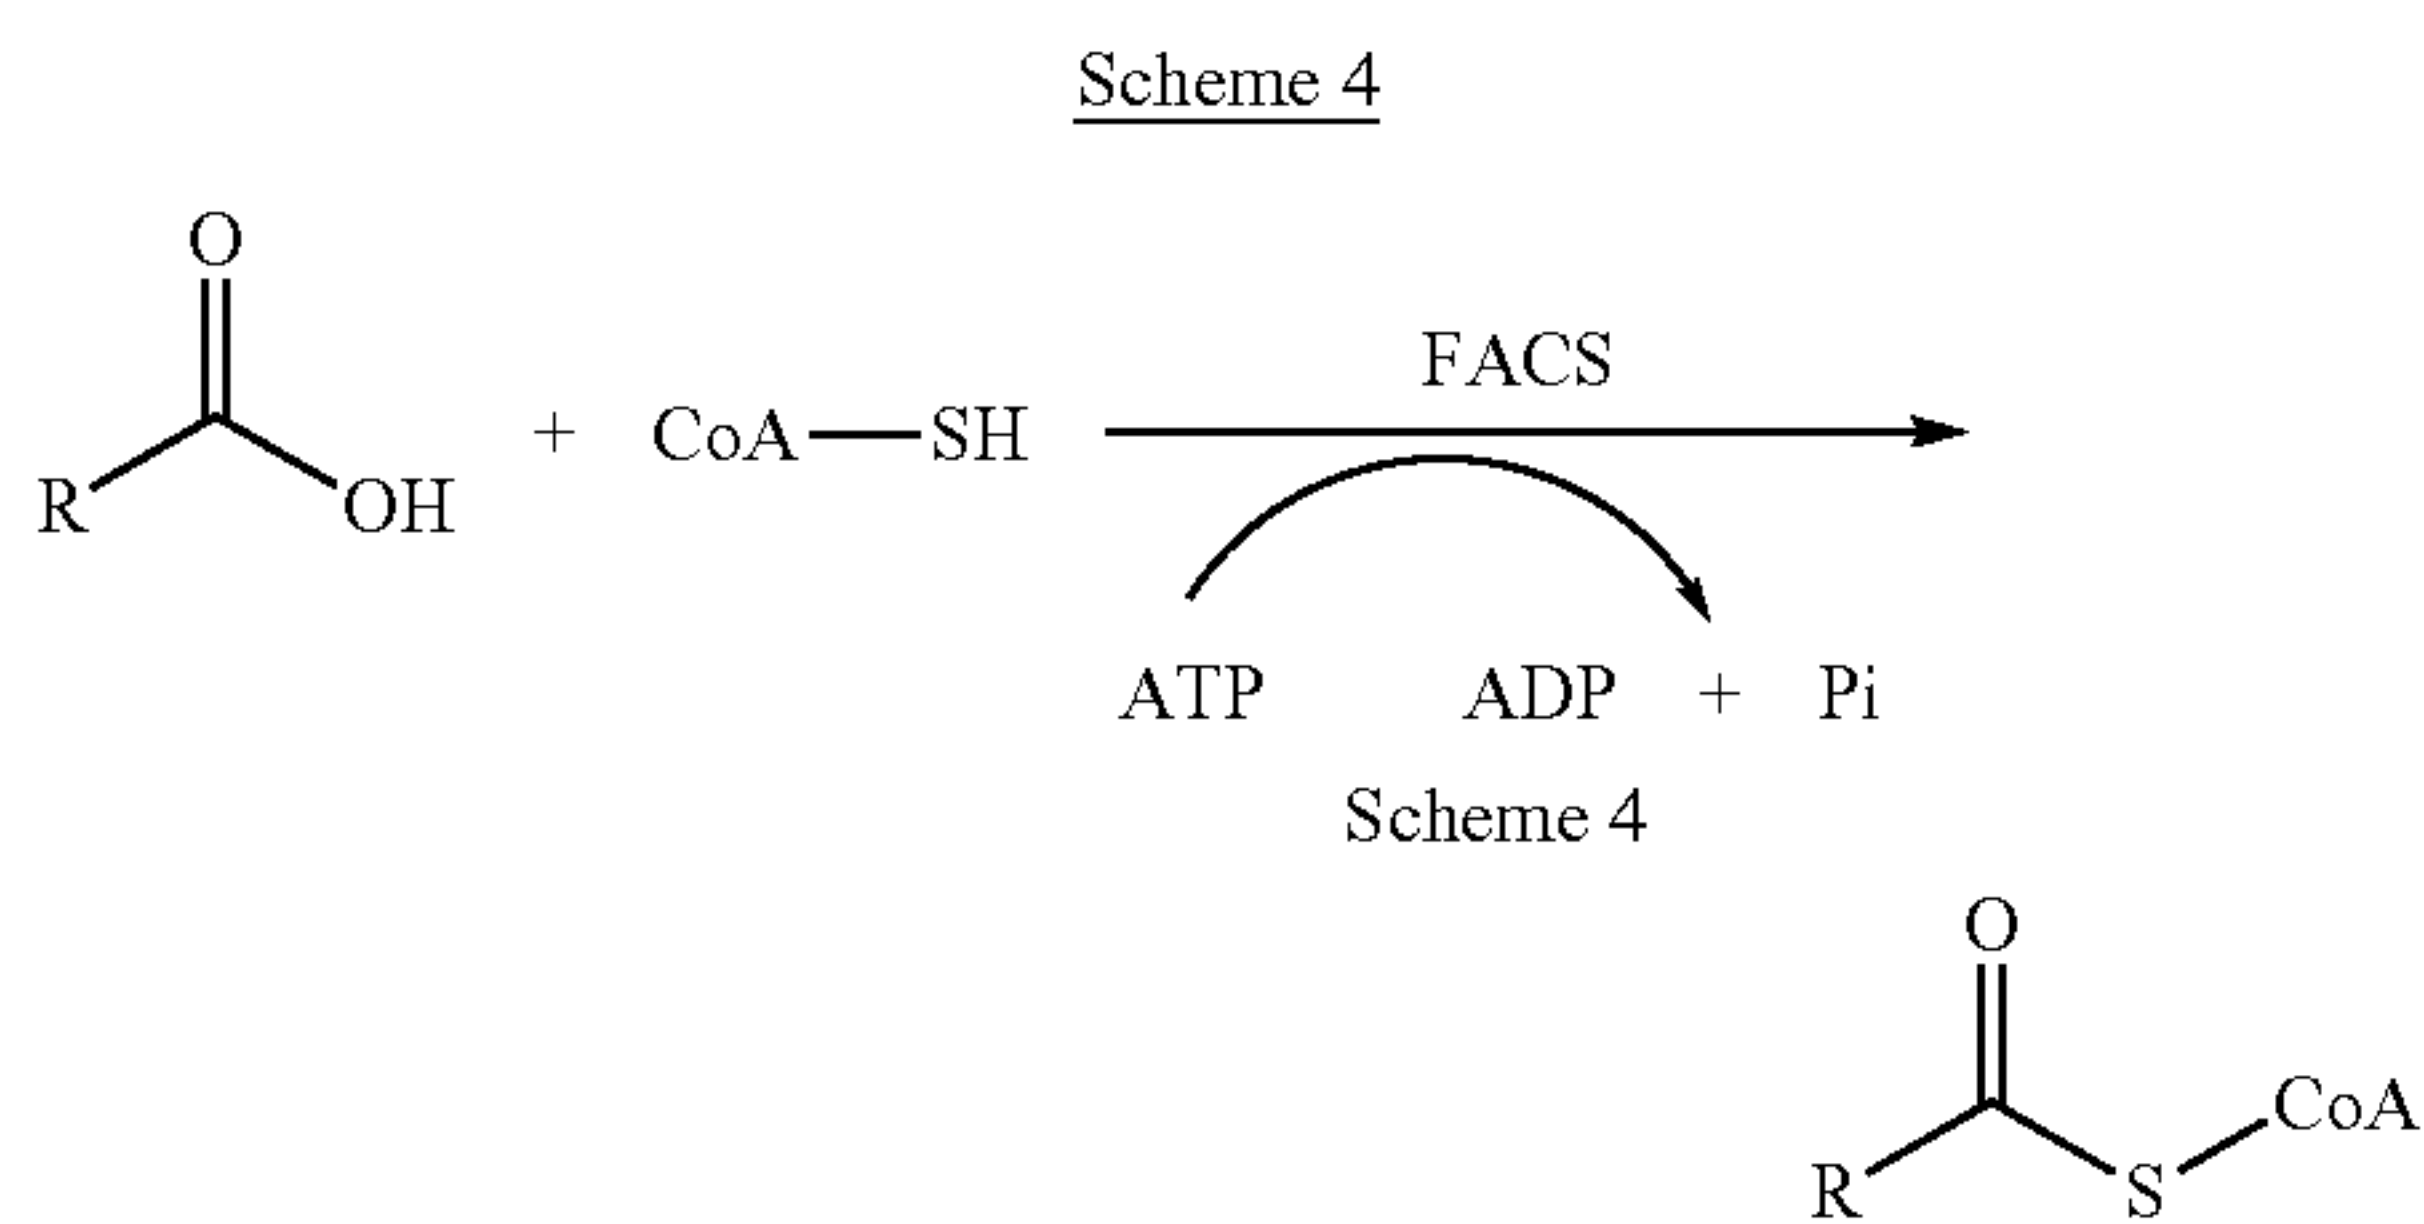 Scheme 4
O
FACS
+ CoA—SH
R OH
ATP ADP + Pi
Scheme 4
O
CoA
R S